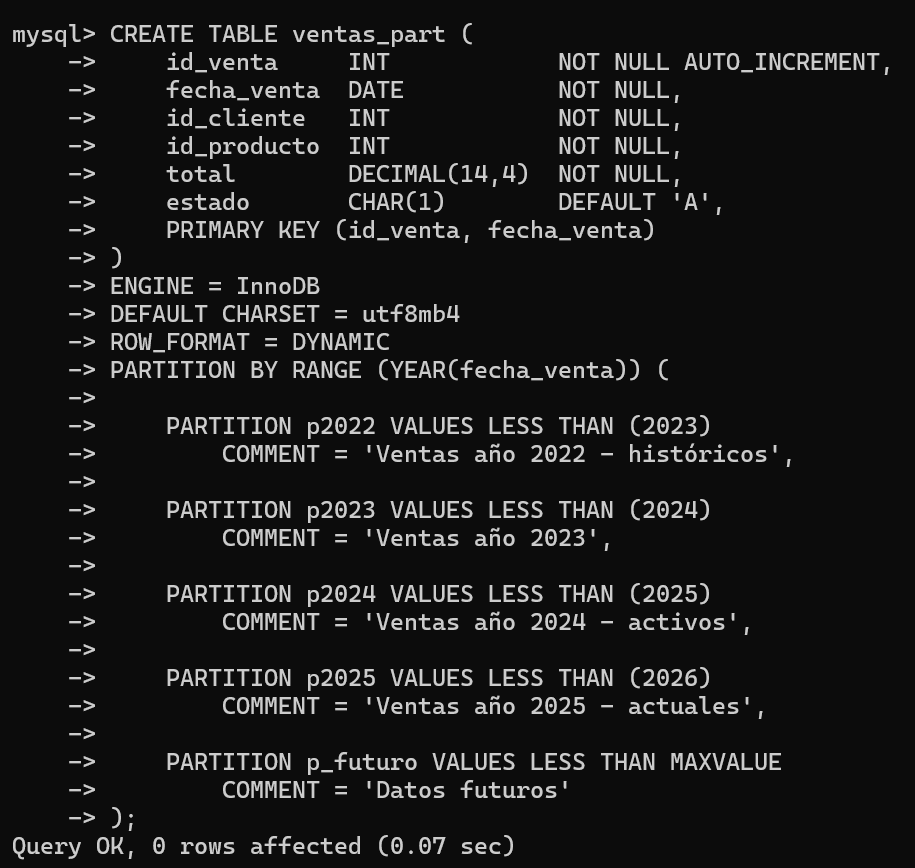 mysql> CREATE TABLE ventas_part (
    ->     id_venta     INT            NOT NULL AUTO_INCREMENT,
    ->     fecha_venta  DATE           NOT NULL,
    ->     id_cliente   INT            NOT NULL,
    ->     id_producto  INT            NOT NULL,
    ->     total        DECIMAL(14,4)  NOT NULL,
    ->     estado       CHAR(1)        DEFAULT 'A',
    ->     PRIMARY KEY (id_venta, fecha_venta)
    -> )
    -> ENGINE = InnoDB
    -> DEFAULT CHARSET = utf8mb4
    -> ROW_FORMAT = DYNAMIC
    -> PARTITION BY RANGE (YEAR(fecha_venta)) (
    ->
    ->     PARTITION p2022 VALUES LESS THAN (2023)
    ->         COMMENT = 'Ventas año 2022 - históricos',
    ->
    ->     PARTITION p2023 VALUES LESS THAN (2024)
    ->         COMMENT = 'Ventas año 2023',
    ->
    ->     PARTITION p2024 VALUES LESS THAN (2025)
    ->         COMMENT = 'Ventas año 2024 - activos',
    ->
    ->     PARTITION p2025 VALUES LESS THAN (2026)
    ->         COMMENT = 'Ventas año 2025 - actuales',
    ->
    ->     PARTITION p_futuro VALUES LESS THAN MAXVALUE
    ->         COMMENT = 'Datos futuros'
    -> );
Query OK, 0 rows affected (0.07 sec)